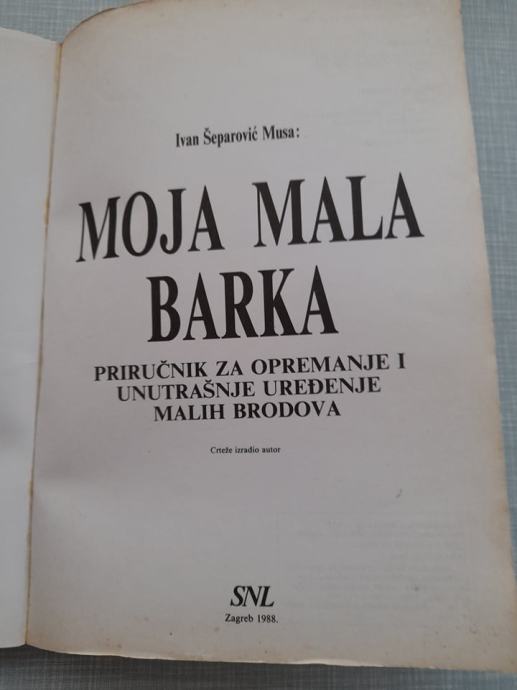 Ivan Šeparović Musa:
MOJA MALA
BARKA
PRIRUČNIK ZA OPREMANJE I
UNUTRAŠNJE UREĐENJE
MALIH BRODOVA
Crteže izradio autor
SNL
Zagreb 1988.